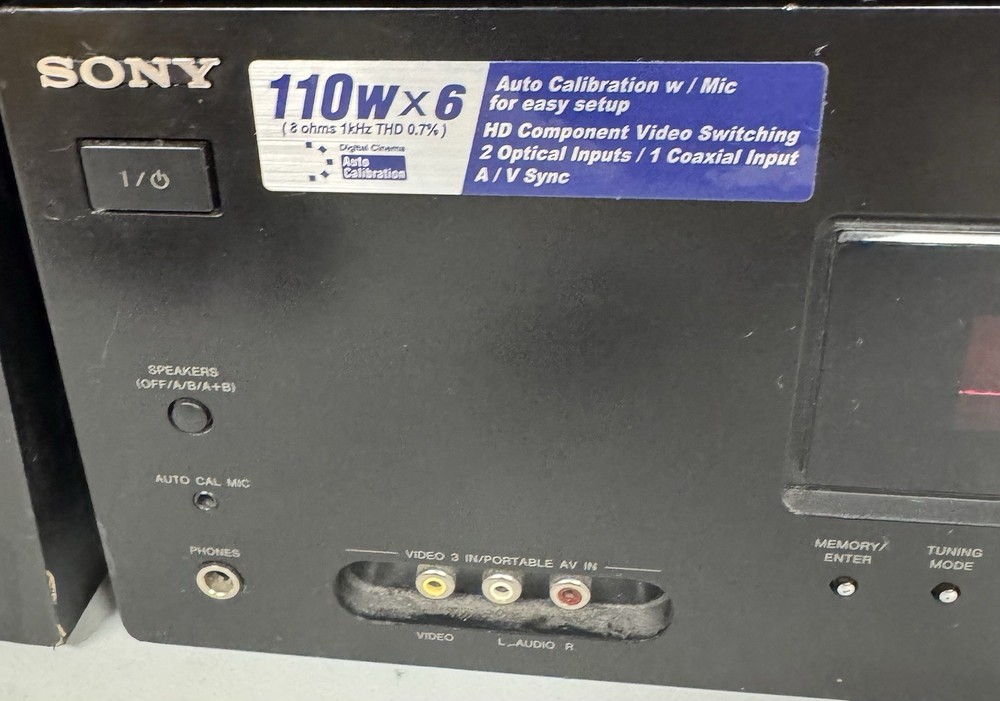 SONY
110W x 6
( 8 ohms 1kHz THD 0.7% )
Digital Cinema
Auto
Calibration
Auto Calibration w / Mic
for easy setup
HD Component Video Switching
2 Optical Inputs / 1 Coaxial Input
A / V Sync
I / ⏻
SPEAKERS
(OFF/A/B/A+B)
AUTO CAL MIC
PHONES
VIDEO 3 IN/PORTABLE AV IN
VIDEO
L AUDIO R
MEMORY/
ENTER
TUNING
MODE